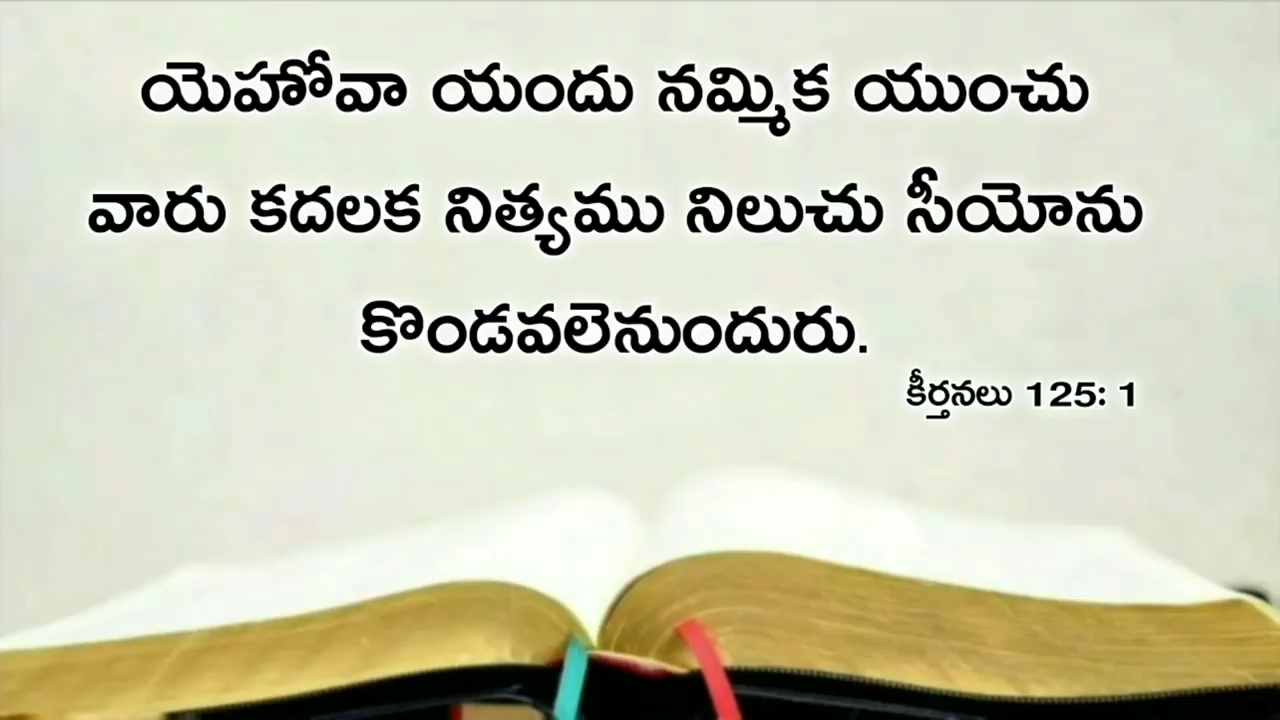 యెహోవా యందు నమ్మిక యుంచు
వారు కదలక నిత్యము నిలుచు సీయోను
కొండవలెనుందురు.
కీర్తనలు 125: 1